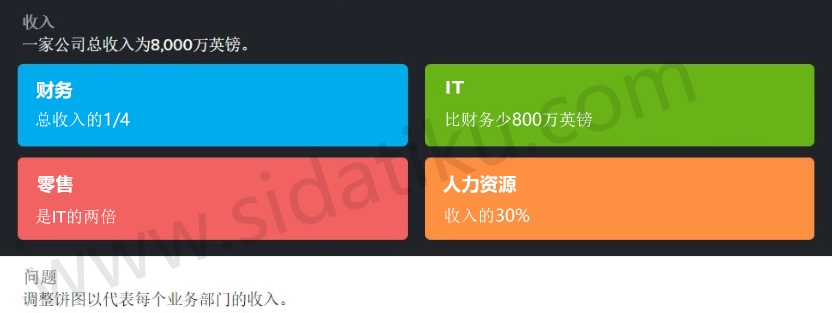 收入
一家公司总收入为8,000万英镑。
财务
总收入的1/4
IT
比财务少800万英镑
零售
是IT的两倍
人力资源
收入的30%
问题
调整饼图以代表每个业务部门的收入。
www.sidatiku.com